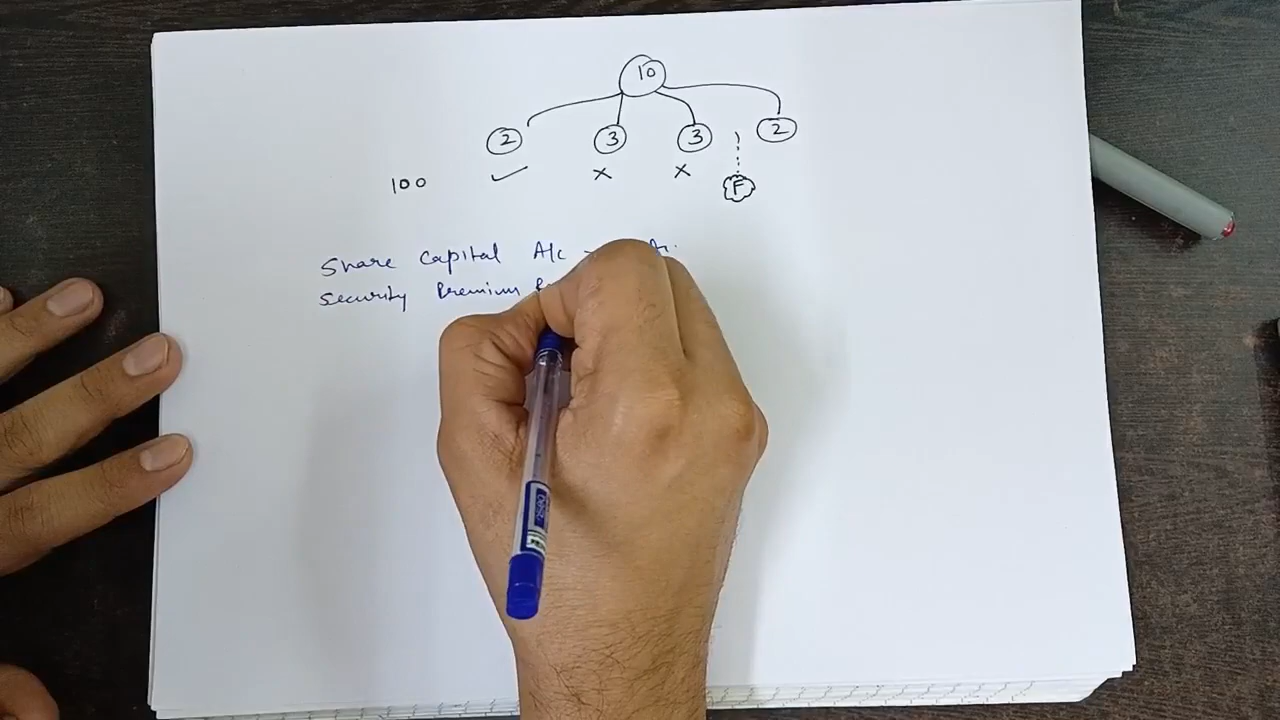 10
2 3 3 2
100 ✓ x x F
Share Capital A/c
Security Premium